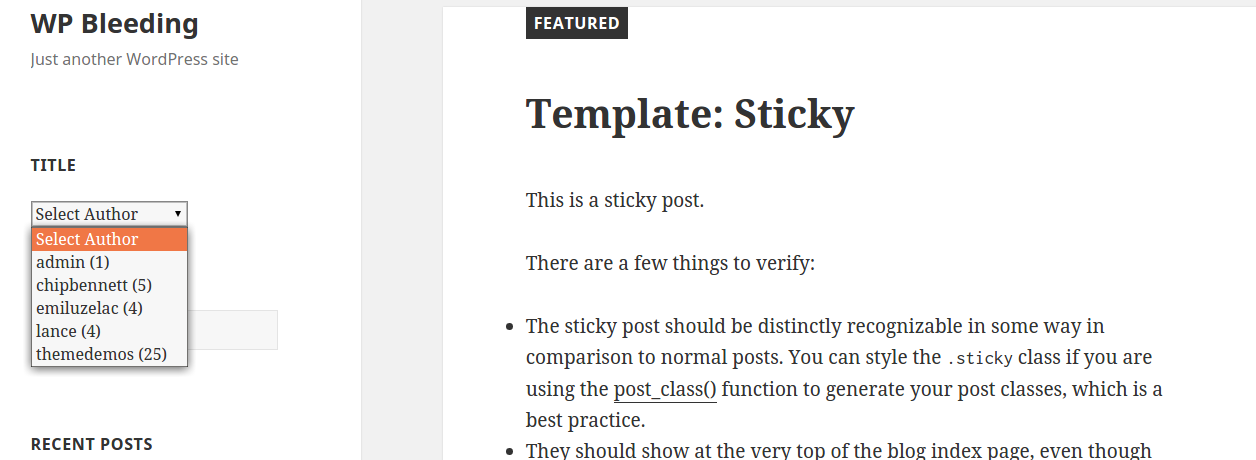 WP Bleeding
Just another WordPress site
TITLE
Select Author
Select Author
admin (1)
chipbennett (5)
emiluzelac (4)
lance (4)
themedemos (25)
RECENT POSTS
FEATURED
Template: Sticky
This is a sticky post.
There are a few things to verify:
• The sticky post should be distinctly recognizable in some way in
comparison to normal posts. You can style the .sticky class if you are
using the post_class() function to generate your post classes, which is a
best practice.
• They should show at the very top of the blog index page, even though